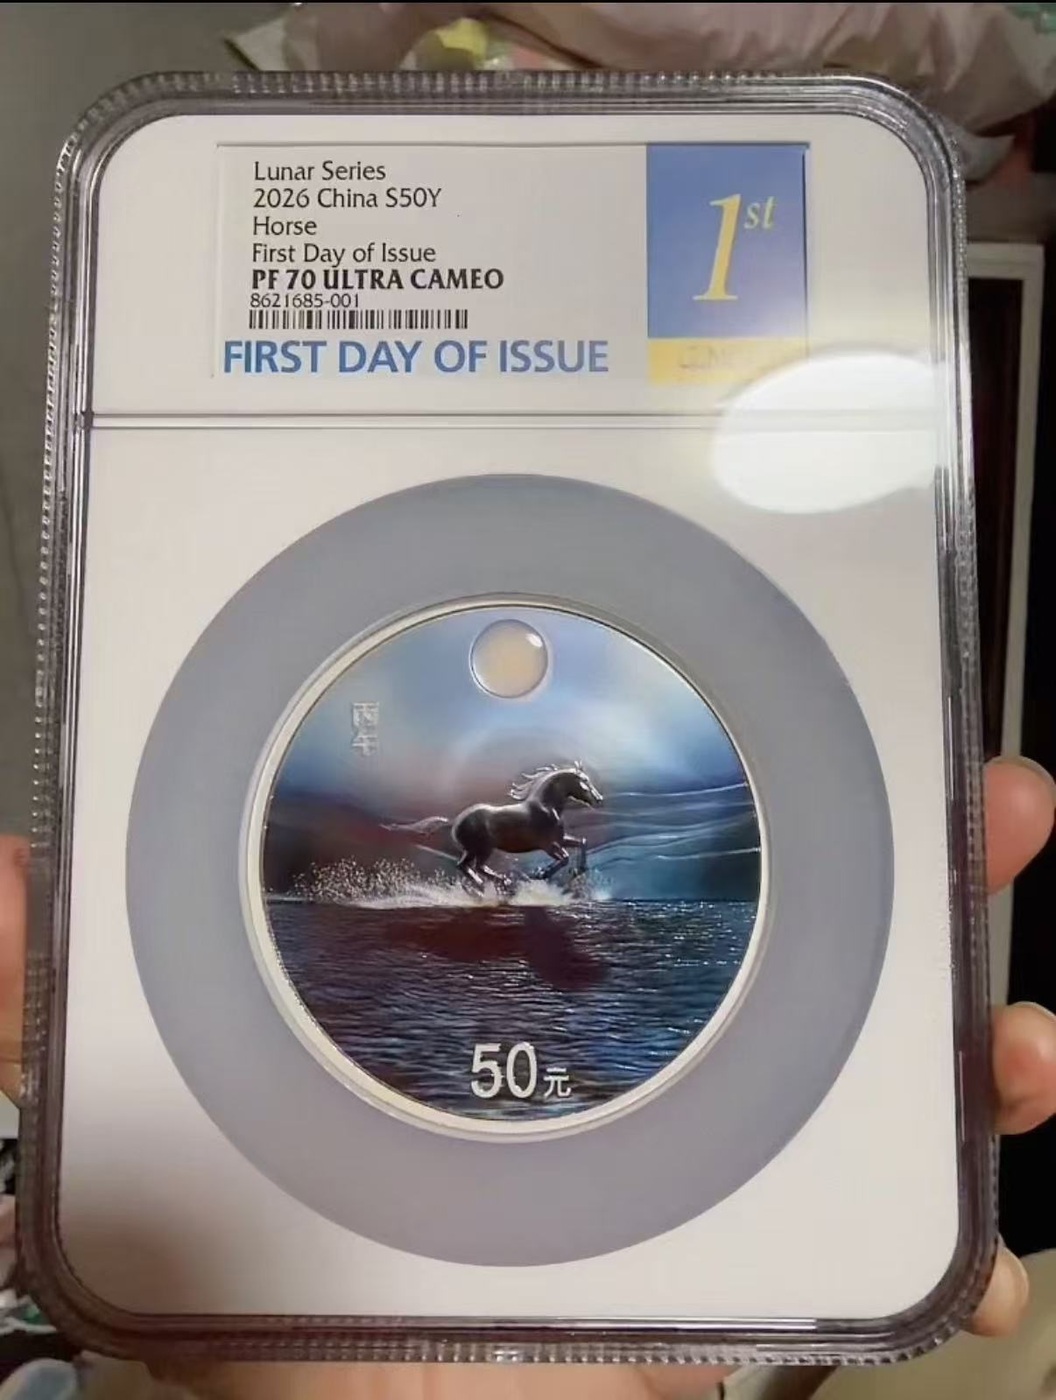 Lunar Series
2026 China S50Y
Horse
First Day of Issue
PF 70 ULTRA CAMEO
8621685-001
FIRST DAY OF ISSUE
1st
丙午
50元